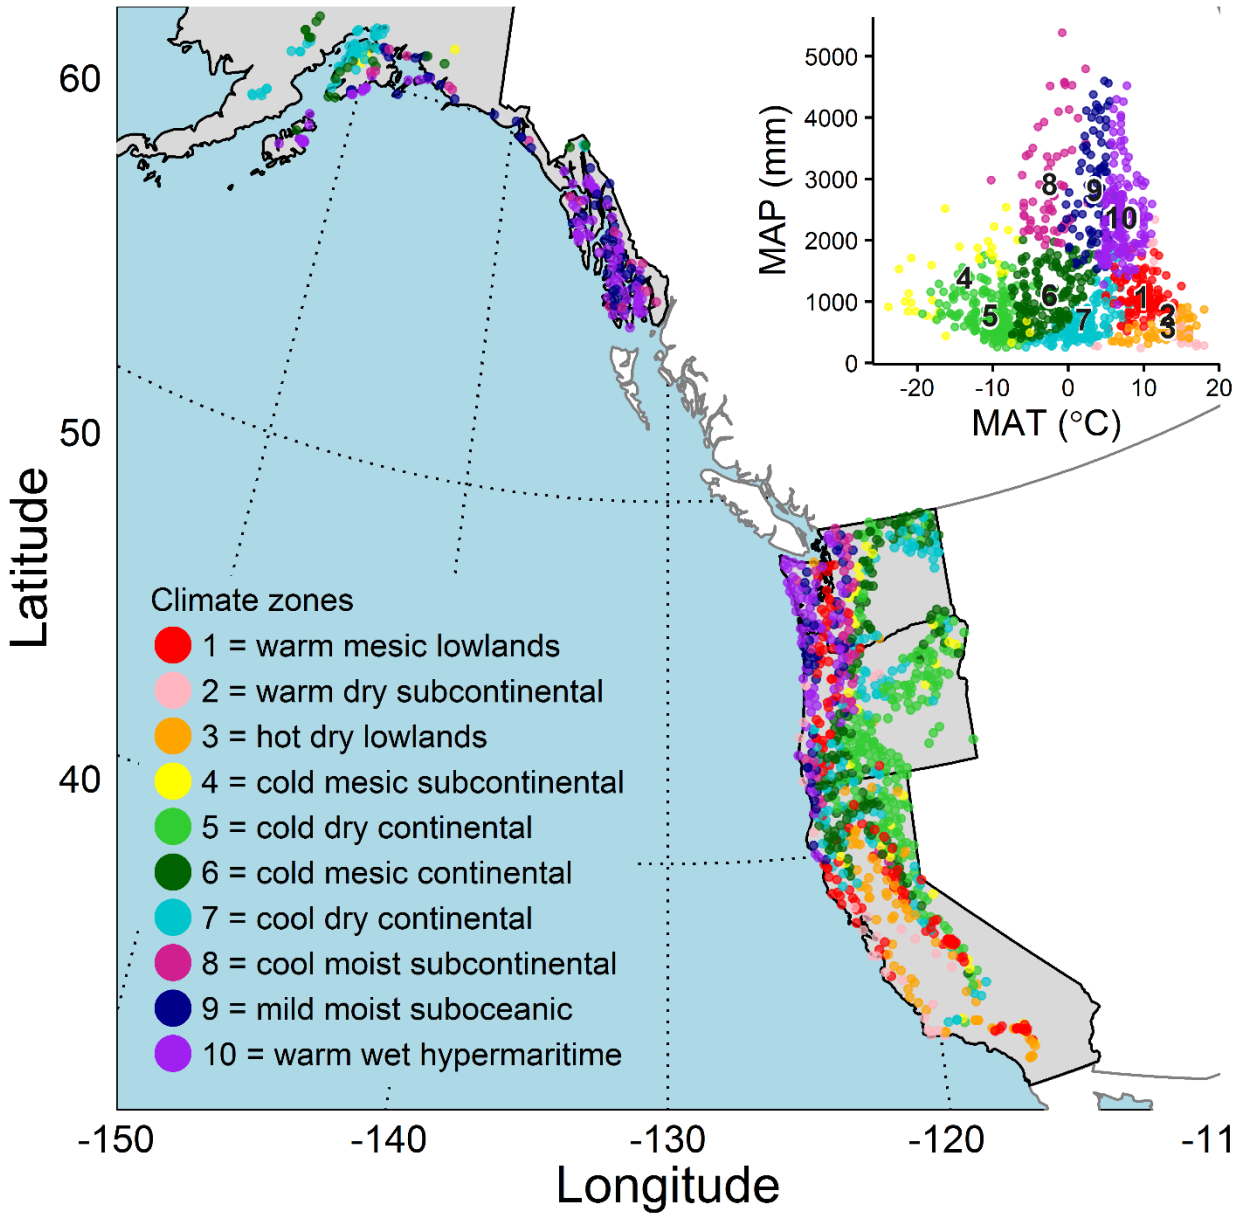 60
50
40
Latitude
-150
-140
-130
-120
-11
Longitude
Climate zones
1 = warm mesic lowlands
2 = warm dry subcontinental
3 = hot dry lowlands
4 = cold mesic subcontinental
5 = cold dry continental
6 = cold mesic continental
7 = cool dry continental
8 = cool moist subcontinental
9 = mild moist suboceanic
10 = warm wet hypermaritime
MAP (mm)
5000
4000
3000
2000
1000
0
-20
-10
0
10
20
MAT (°C)
8
9
10
4
6
1
5
7
2
3